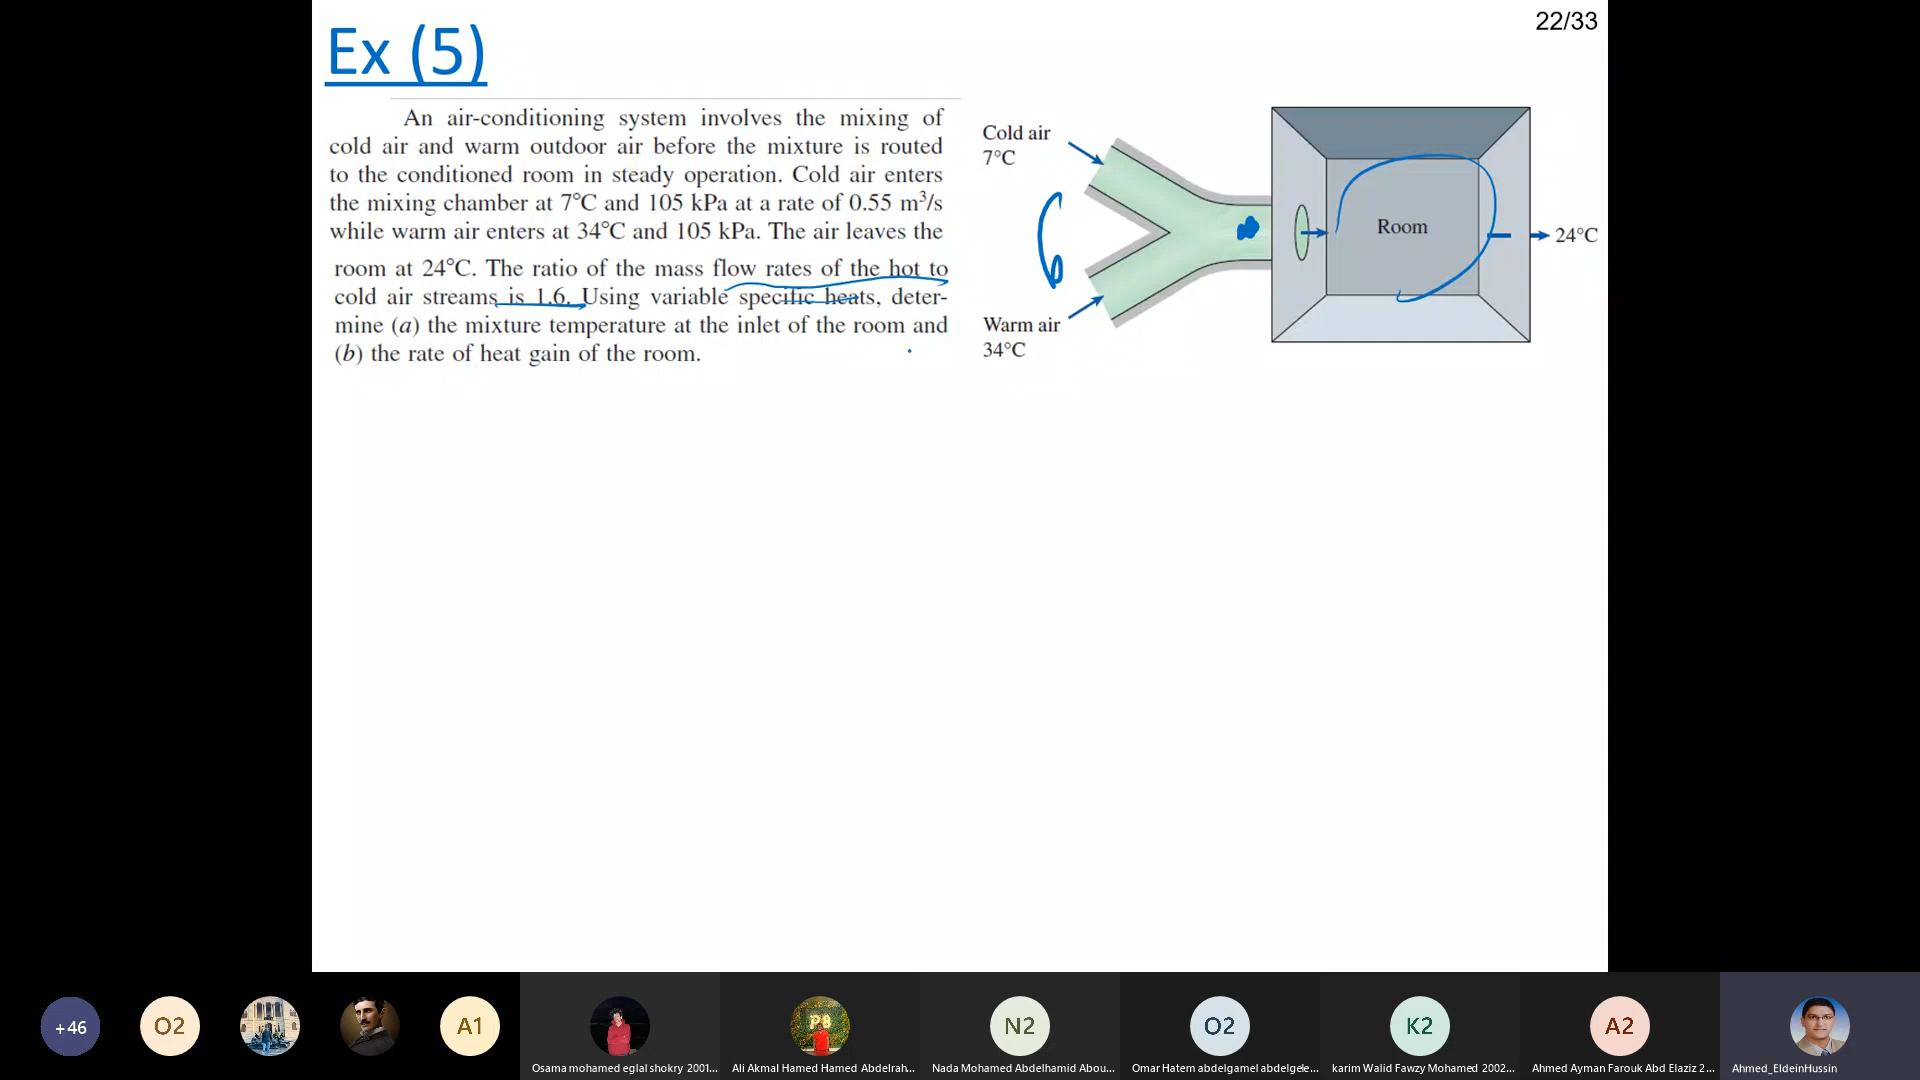 22/33
Ex (5)
An air-conditioning system involves the mixing of
cold air and warm outdoor air before the mixture is routed
to the conditioned room in steady operation. Cold air enters
the mixing chamber at 7°C and 105 kPa at a rate of 0.55 m³/s
while warm air enters at 34°C and 105 kPa. The air leaves the
room at 24°C. The ratio of the mass flow rates of the hot to
cold air streams is 1.6. Using variable specific heats, deter-
mine (a) the mixture temperature at the inlet of the room and
(b) the rate of heat gain of the room.
Cold air
7°C
Room
24°C
Warm air
34°C
+46
O2
A1
P8
N2
O2
K2
A2
Osama mohamed eglal shokry 2001...
Ali Akmal Hamed Hamed Abdelrah...
Nada Mohamed Abdelhamid Abou...
Omar Hatem abdelgamel abdelgele...
karim Walid Fawzy Mohamed 2002...
Ahmed Ayman Farouk Abd Elaziz 2...
Ahmed_EldeinHussin